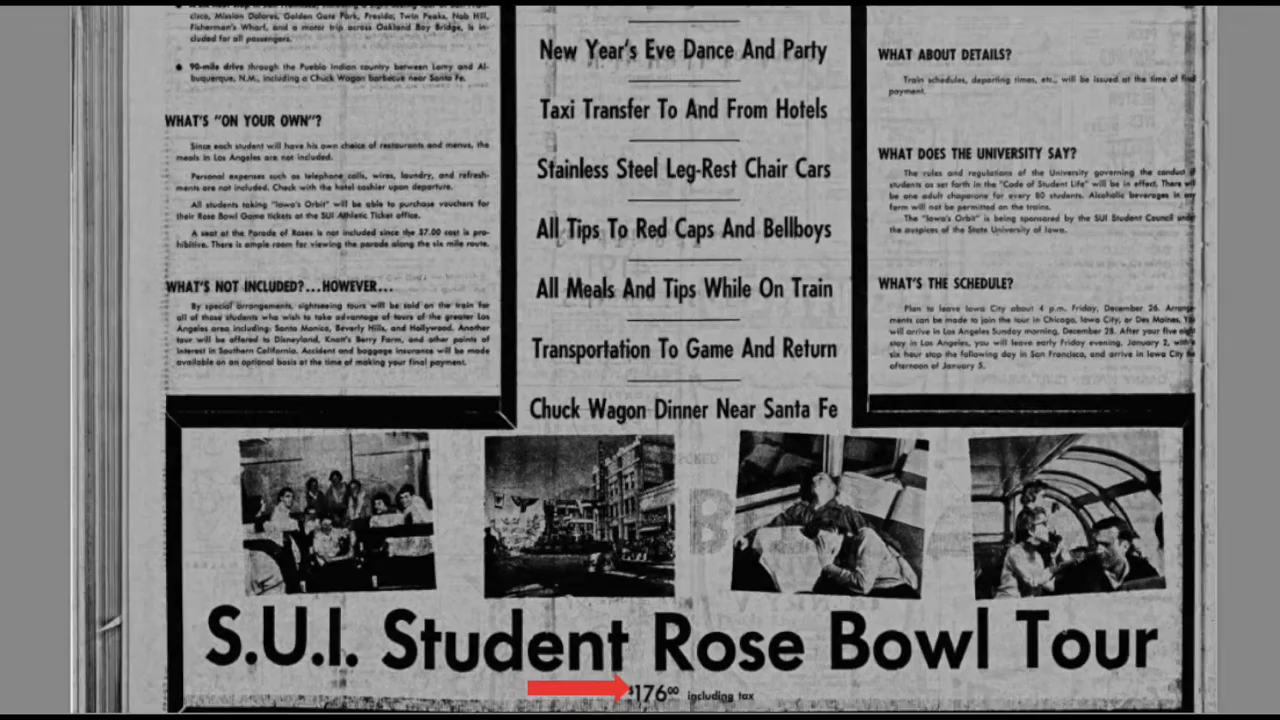 cisco, Mission Dolores, Golden Gate Park, Presidio, Twin Peaks, Nob Hill,
Fisherman's Wharf, and a motor trip across Oakland Bay Bridge, is in-
cluded for all passengers.
● 90-mile drive through the Pueblo Indian country between Lamy and Al-
buquerque, N.M., including a Chuck Wagon barbecue near Santa Fe.
WHAT'S "ON YOUR OWN"?
Since each student will have his own choice of restaurants and menus, the
meals in Los Angeles are not included.
Personal expenses such as telephone calls, wires, laundry, and refresh-
ments are not included. Check with the hotel cashier upon departure.
All students taking "Iowa's Orbit" will be able to purchase vouchers for
their Rose Bowl Game tickets at the SUI Athletic Ticket office.
A seat at the Parade of Roses is not included since the $7.00 cost is pro-
hibitive. There is ample room for viewing the parade along the six mile route.
WHAT'S NOT INCLUDED?...HOWEVER...
By special arrangements, sightseeing tours will be sold on the train for
all of those students who wish to take advantage of tours of the greater Los
Angeles area including: Santa Monica, Beverly Hills, and Hollywood. Another
tour will be offered to Disneyland, Knott's Berry Farm, and other points of
interest in Southern California. Accident and baggage insurance will be made
available on an optional basis at the time of making your final payment.
New Year's Eve Dance And Party
Taxi Transfer To And From Hotels
Stainless Steel Leg-Rest Chair Cars
All Tips To Red Caps And Bellboys
All Meals And Tips While On Train
Transportation To Game And Return
Chuck Wagon Dinner Near Santa Fe
WHAT ABOUT DETAILS?
Train schedules, departing times, etc., will be issued at the time of final
payment.
WHAT DOES THE UNIVERSITY SAY?
The rules and regulations of the University governing the conduct
students as set forth in the "Code of Student Life" will be in effect. There will
be one adult chaperone for every 80 students. Alcoholic beverages in any
form will not be permitted on the trains.
The "Iowa's Orbit" is being sponsored by the SUI Student Council under
the auspices of the State University of Iowa.
WHAT'S THE SCHEDULE?
Plan to leave Iowa City about 4 p.m. Friday, December 26. Arrange-
ments can be made to join the tour in Chicago, Iowa City, or Des Moines. You
will arrive in Los Angeles Sunday morning, December 28. After your five night
stay in Los Angeles, you will leave early Friday evening, January 2, with a
six hour stop the following day in San Francisco, and arrive in Iowa City
afternoon of January 5.
S.U.I. Student Rose Bowl Tour
$176.00 including tax